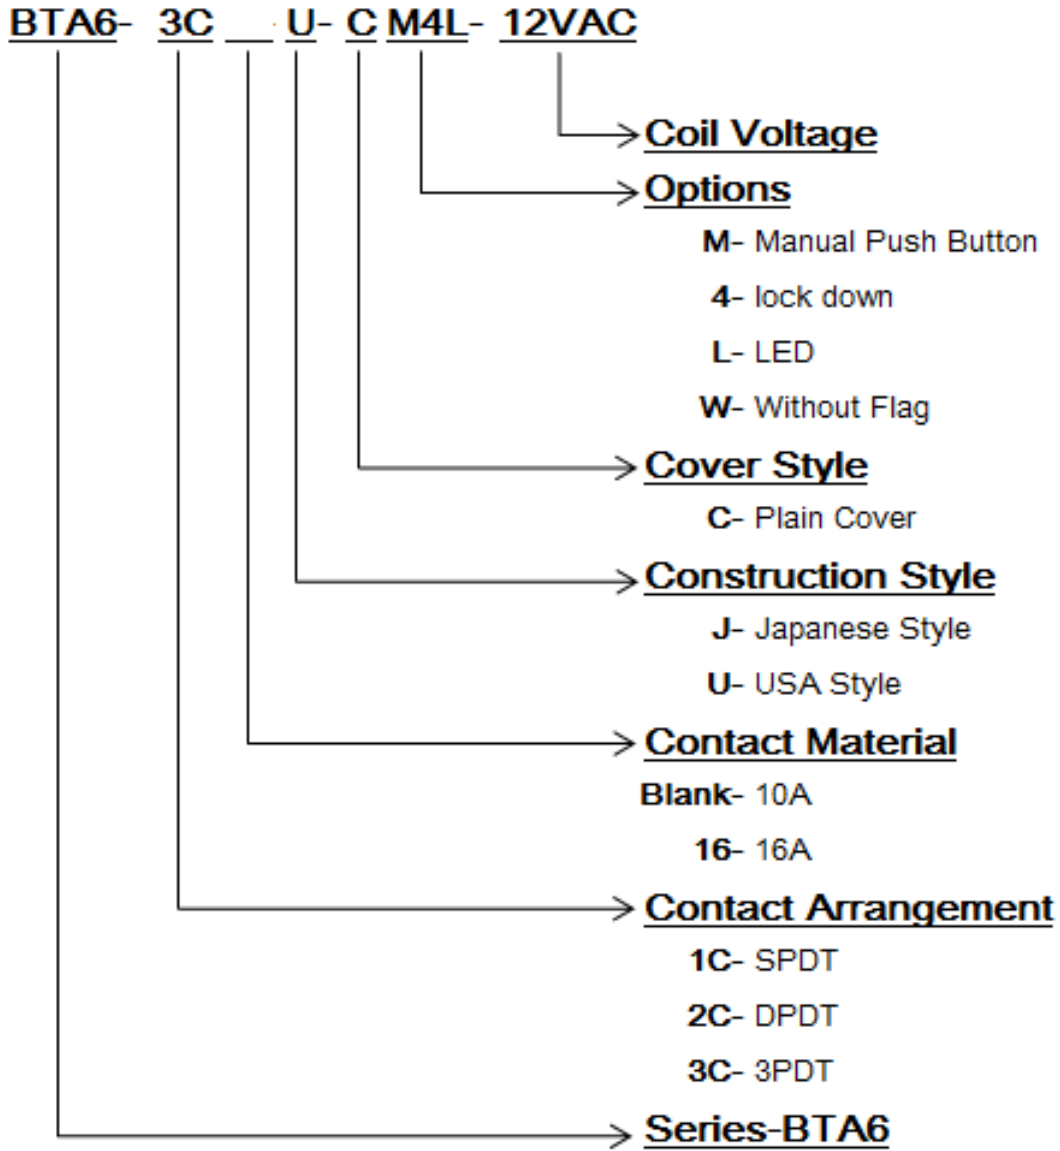 BTA6- 3C __ U- C M4L- 12VAC
Coil Voltage
Options
M- Manual Push Button
4- lock down
L- LED
W- Without Flag
Cover Style
C- Plain Cover
Construction Style
J- Japanese Style
U- USA Style
Contact Material
Blank- 10A
16- 16A
Contact Arrangement
1C- SPDT
2C- DPDT
3C- 3PDT
Series-BTA6